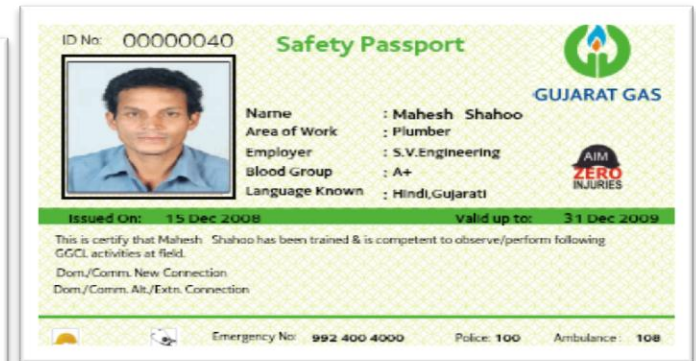 ID No: 00000040
Safety Passport
GUJARAT GAS
Name : Mahesh Shahoo
Area of Work : Plumber
Employer : S.V.Engineering
Blood Group : A+
Language Known : Hindi,Gujarati
AIM
ZERO
INJURIES
Issued On: 15 Dec 2008 Valid up to: 31 Dec 2009
This is certify that Mahesh Shahoo has been trained & is competent to observe/perform following
GGCL activities at field.
Dom./Comm. New Connection
Dom./Comm. Alt./Extn. Connection
Emergency No: 992 400 4000 Police: 100 Ambulance: 108